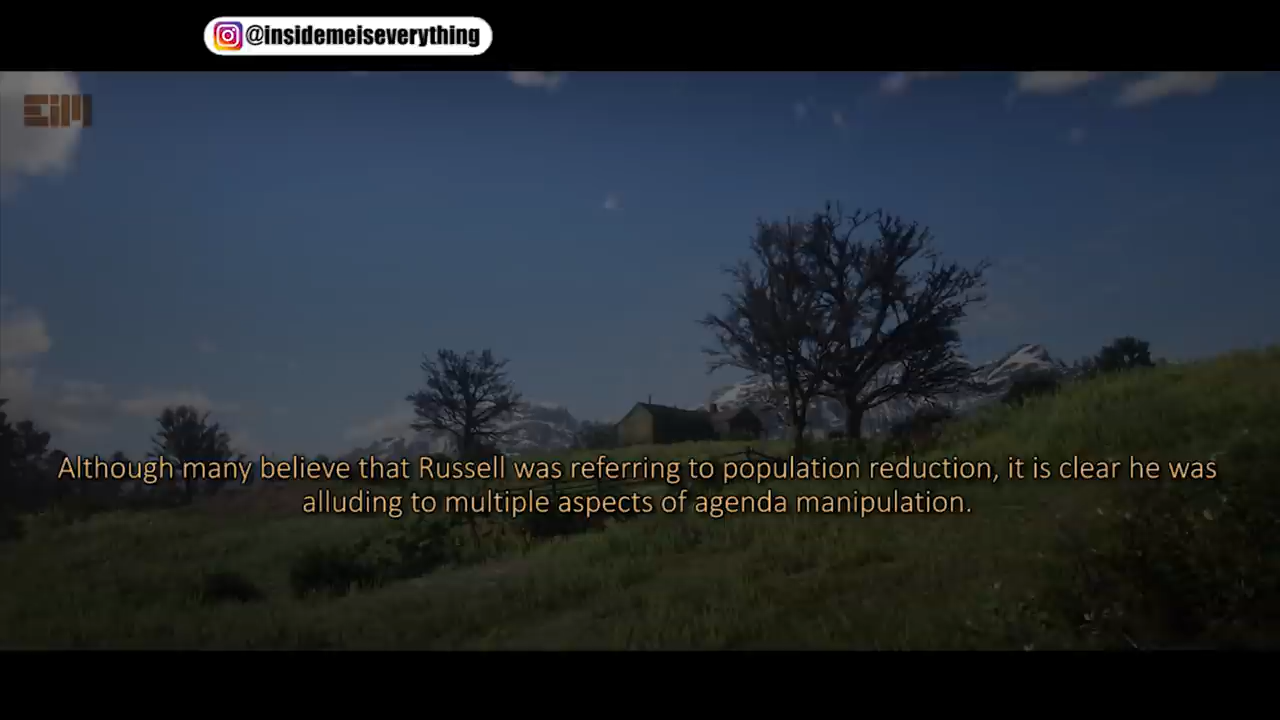 @insidemeiseverything
EiM
Although many believe that Russell was referring to population reduction, it is clear he was
alluding to multiple aspects of agenda manipulation.